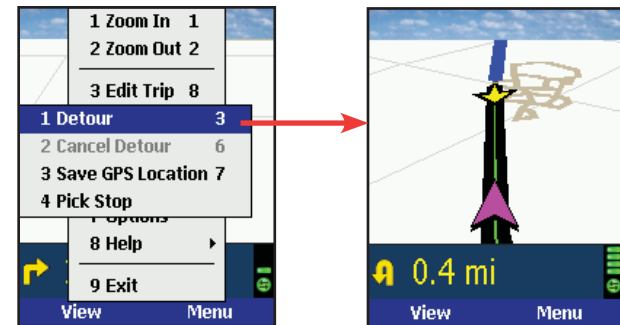 1 Zoom In 1
2 Zoom Out 2
3 Edit Trip 8
1 Detour 3
2 Cancel Detour 6
3 Save GPS Location 7
4 Pick Stop
Options
8 Help
9 Exit
View Menu
0.4 mi
View Menu